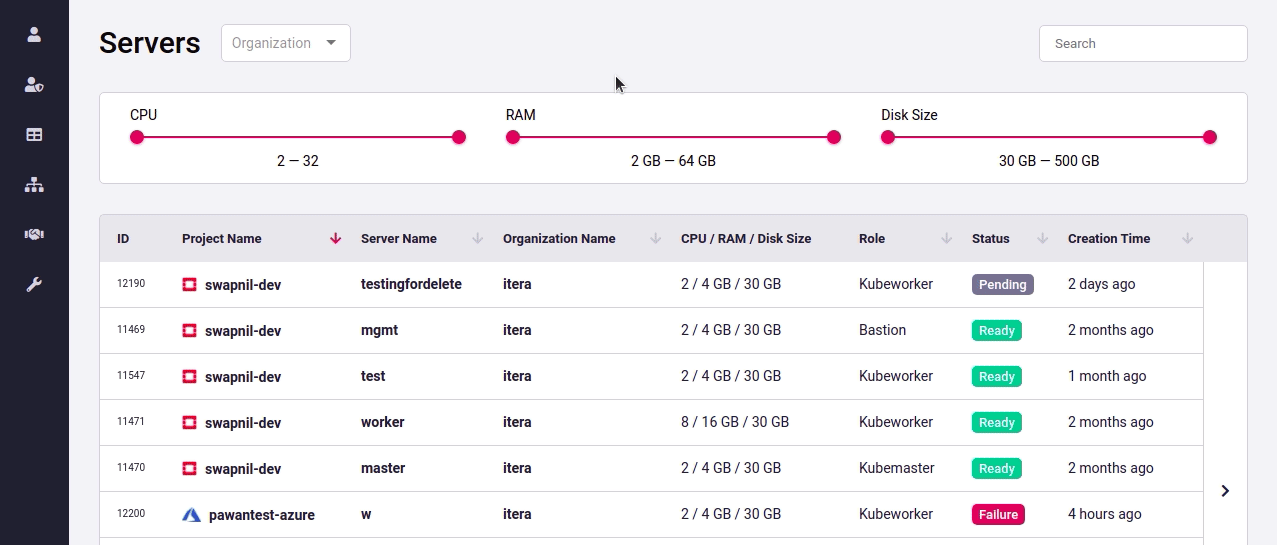 Servers Organization Search
CPU RAM Disk Size
2 — 32 2 GB — 64 GB 30 GB — 500 GB
ID Project Name Server Name Organization Name CPU / RAM / Disk Size Role Status Creation Time
12190 swapnil-dev testingfordelete itera 2 / 4 GB / 30 GB Kubeworker Pending 2 days ago
11469 swapnil-dev mgmt itera 2 / 4 GB / 30 GB Bastion Ready 2 months ago
11547 swapnil-dev test itera 2 / 4 GB / 30 GB Kubeworker Ready 1 month ago
11471 swapnil-dev worker itera 8 / 16 GB / 30 GB Kubeworker Ready 2 months ago
11470 swapnil-dev master itera 2 / 4 GB / 30 GB Kubemaster Ready 2 months ago
12200 pawantest-azure w itera 2 / 4 GB / 30 GB Kubeworker Failure 4 hours ago